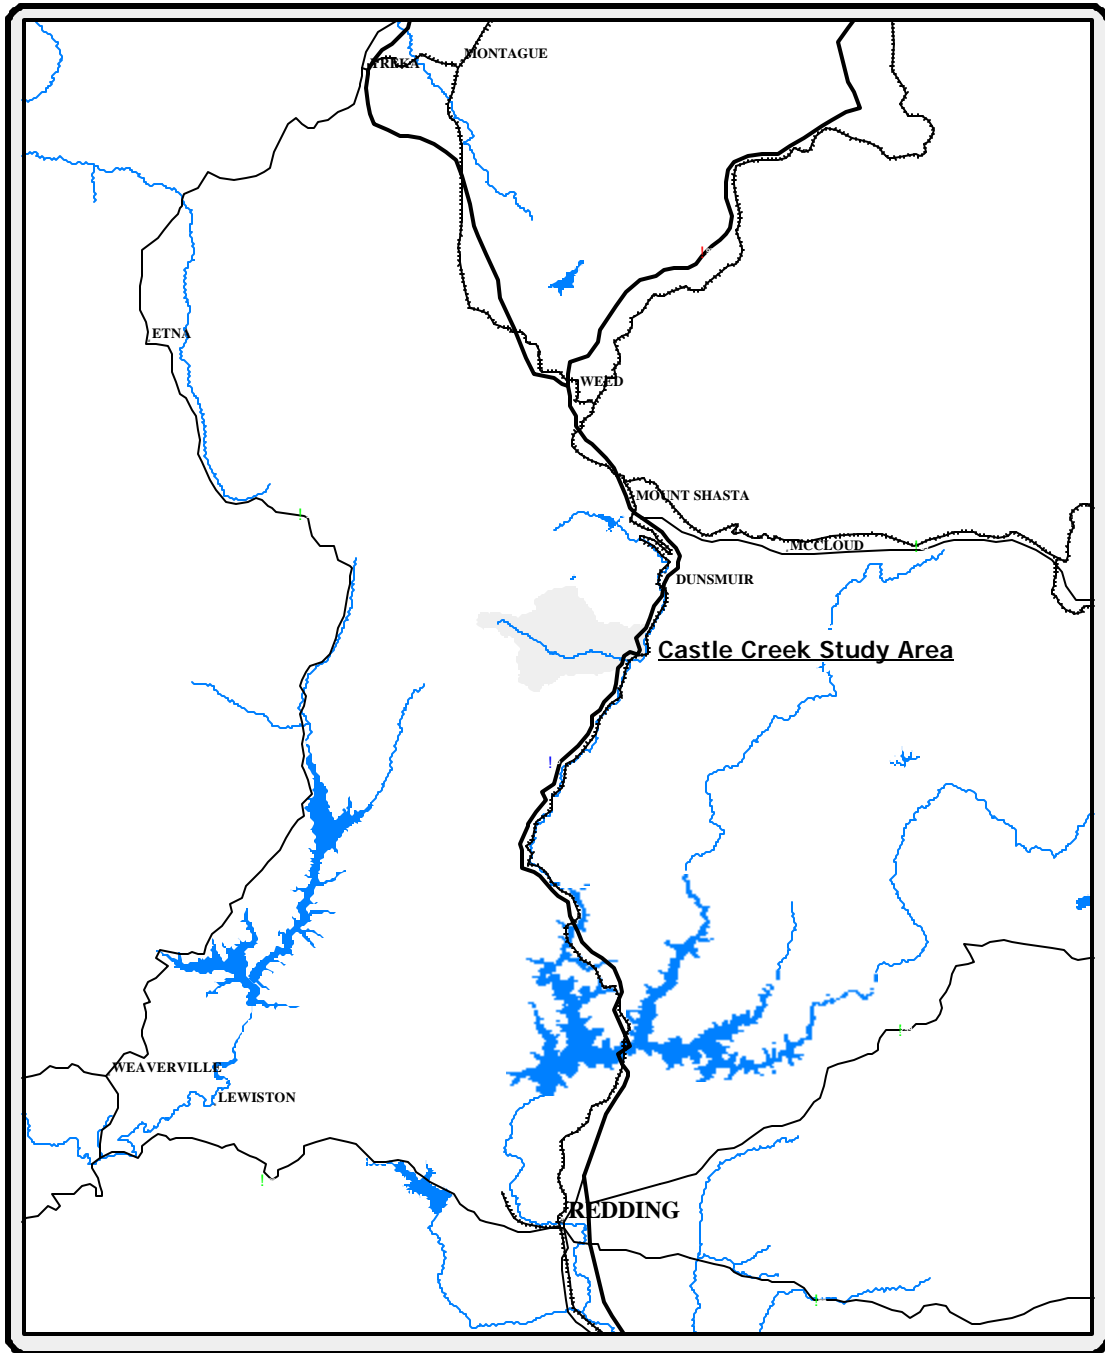 MONTAGUE
YREKA
ETNA
WEED
MOUNT SHASTA
MCCLOUD
DUNSMUIR
Castle Creek Study Area
WEAVERVILLE
LEWISTON
REDDING